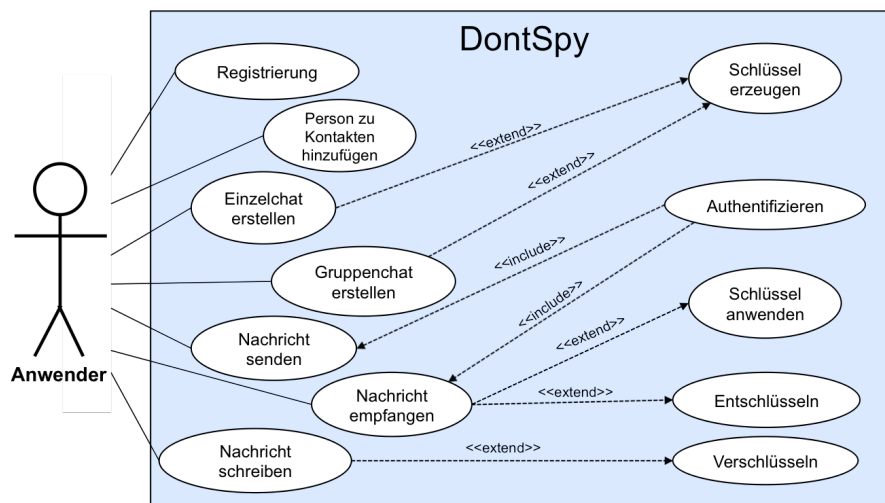 DontSpy
Registrierung
Schlüssel
erzeugen
Person zu
Kontakten
hinzufügen
<<extend>>
<<extend>>
Einzelchat
erstellen
Authentifizieren
<<include>>
Gruppenchat
erstellen
<<include>>
Schlüssel
anwenden
<<extend>>
Nachricht
senden
Anwender
Nachricht
empfangen
<<extend>>
Entschlüsseln
Nachricht
schreiben
<<extend>>
Verschlüsseln